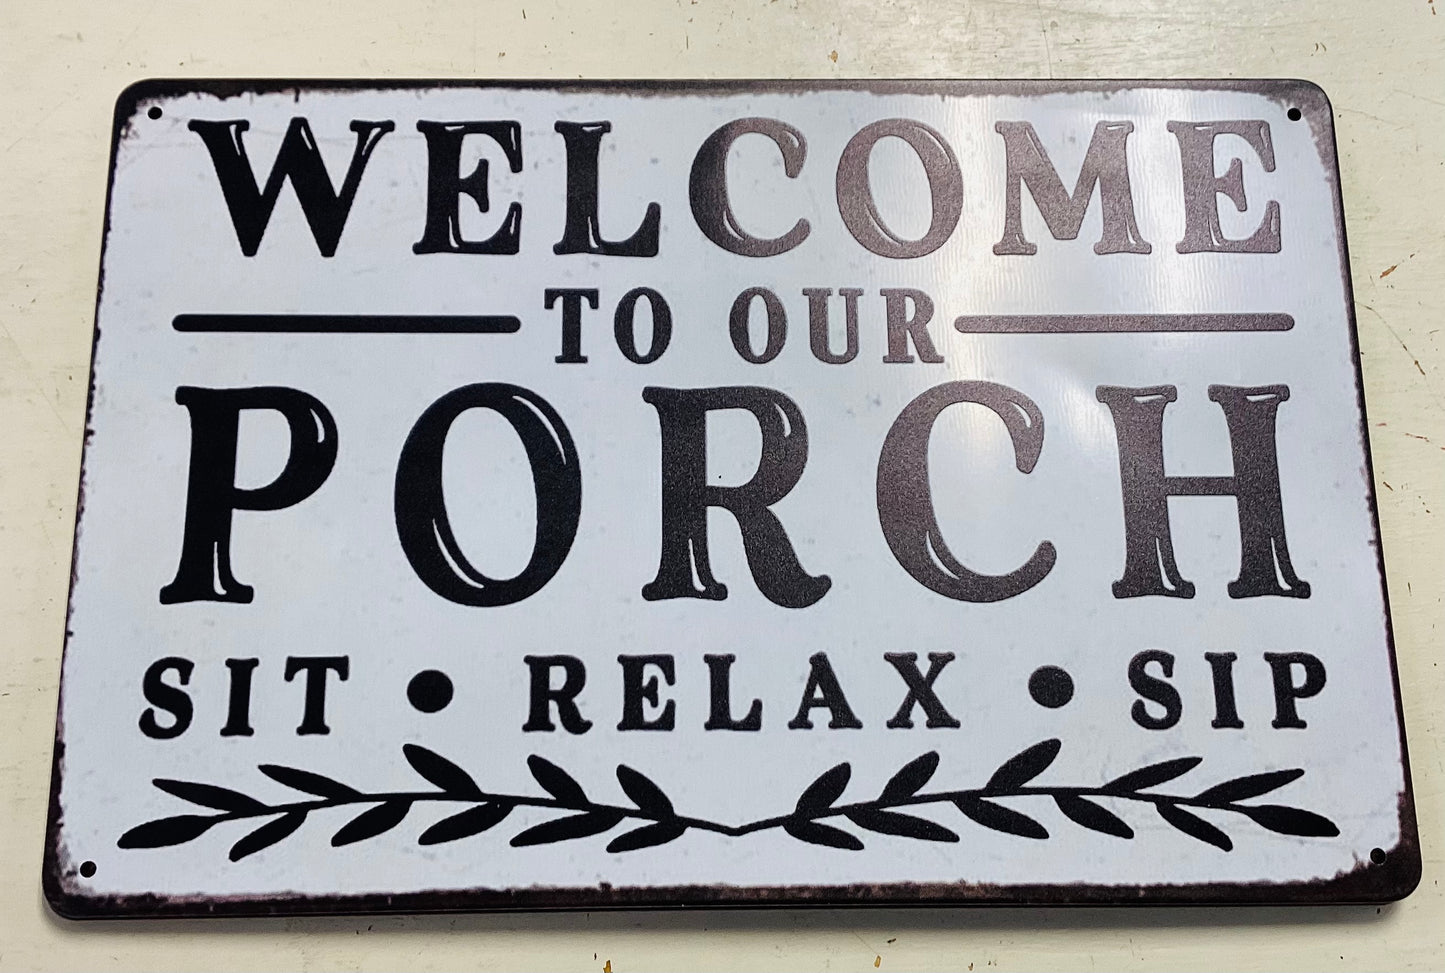 WELCOME
TO OUR
PORCH
SIT • RELAX • SIP